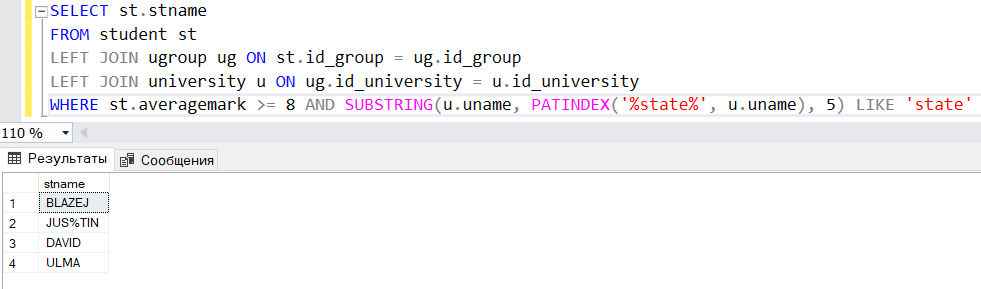 SELECT st.stname
FROM student st
LEFT JOIN ugroup ug ON st.id_group = ug.id_group
LEFT JOIN university u ON ug.id_university = u.id_university
WHERE st.averagemark >= 8 AND SUBSTRING(u.uname, PATINDEX('%state%', u.uname), 5) LIKE 'state'
110 %
Результаты Сообщения
stname
1 BLAZEJ
2 JUS%TIN
3 DAVID
4 ULMA